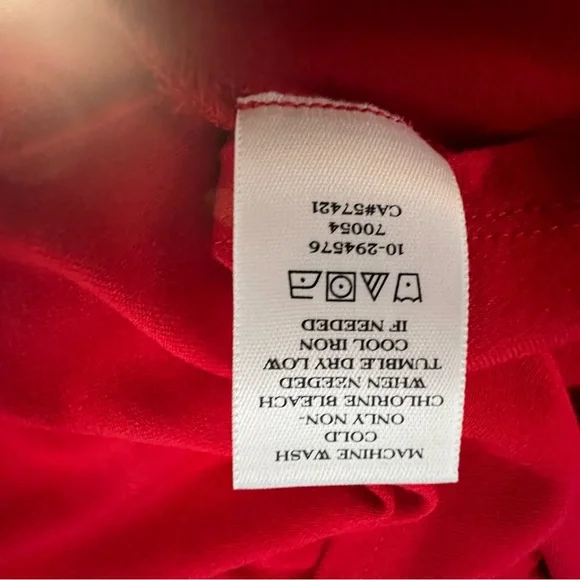 MACHINE WASH
COLD
ONLY NON-
CHLORINE BLEACH
WHEN NEEDED
TUMBLE DRY LOW
COOL IRON
IF NEEDED
10-294576
70054
CA#57421